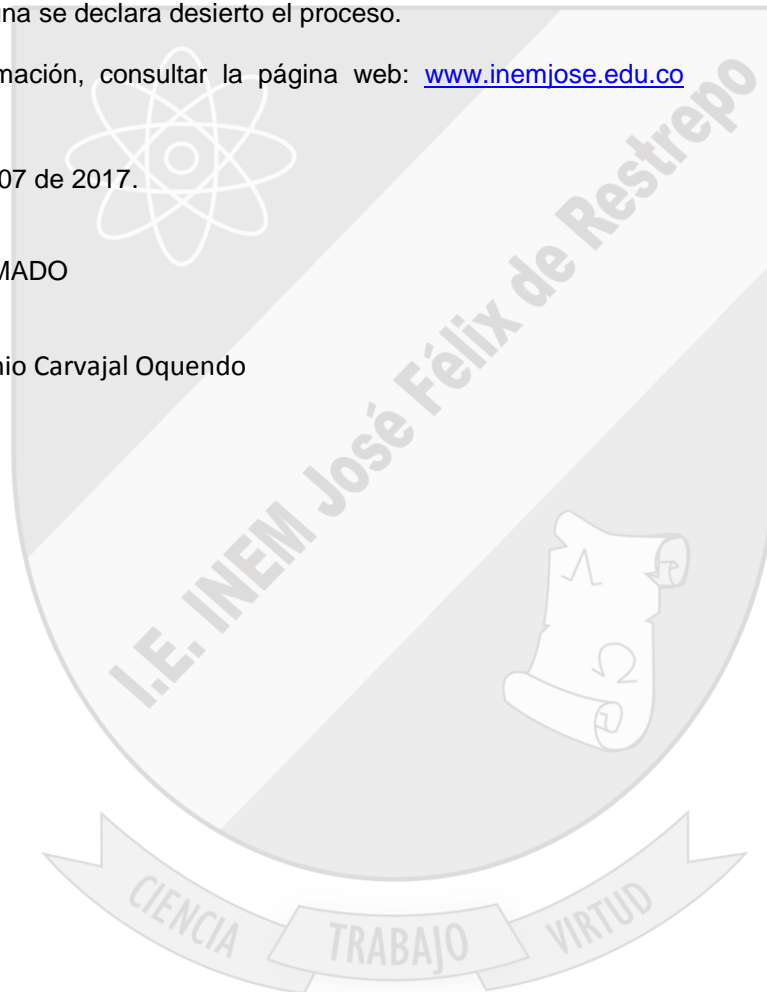 una se declara desierto el proceso.
mación, consultar la página web: www.inemjose.edu.co
07 de 2017.
MADO
nio Carvajal Oquendo
I.E. INEM José Félix de Restrepo
Λ
Ω
CIENCIA TRABAJO VIRTUD